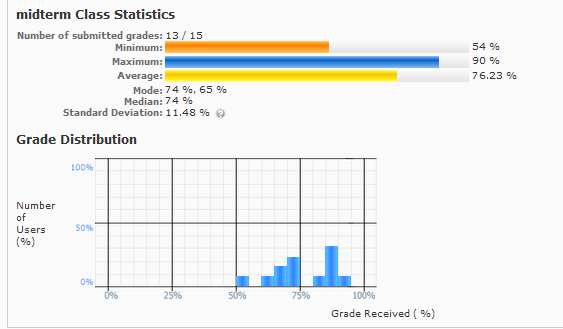 midterm Class Statistics
Number of submitted grades: 13 / 15
Minimum: 54 %
Maximum: 90 %
Average: 76.23 %
Mode: 74 %, 65 %
Median: 74 %
Standard Deviation: 11.48 % ?
Grade Distribution
100%
Number
of
Users
(%)
50%
0%
0% 25% 50% 75% 100%
Grade Received ( %)